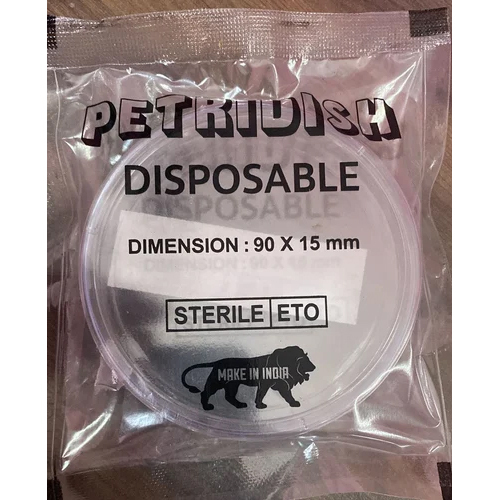 PETRIDISH
DISPOSABLE
DIMENSION : 90 X 15 mm
STERILE ETO
MAKE IN INDIA